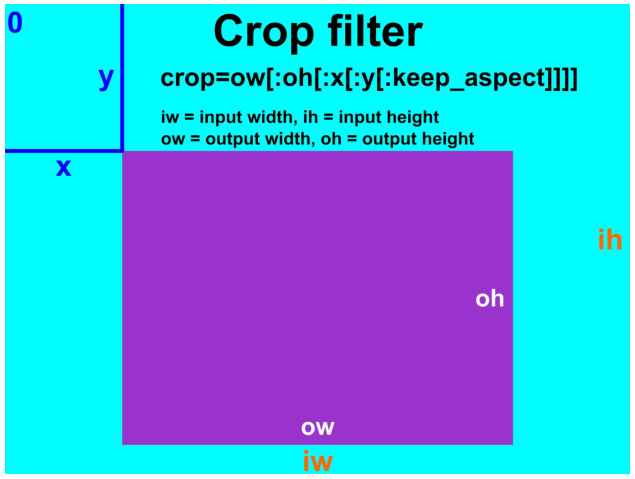 0
Crop filter
y
crop=ow[:oh[:x[:y[:keep_aspect]]]]
iw = input width, ih = input height
ow = output width, oh = output height
x
ih
oh
ow
iw